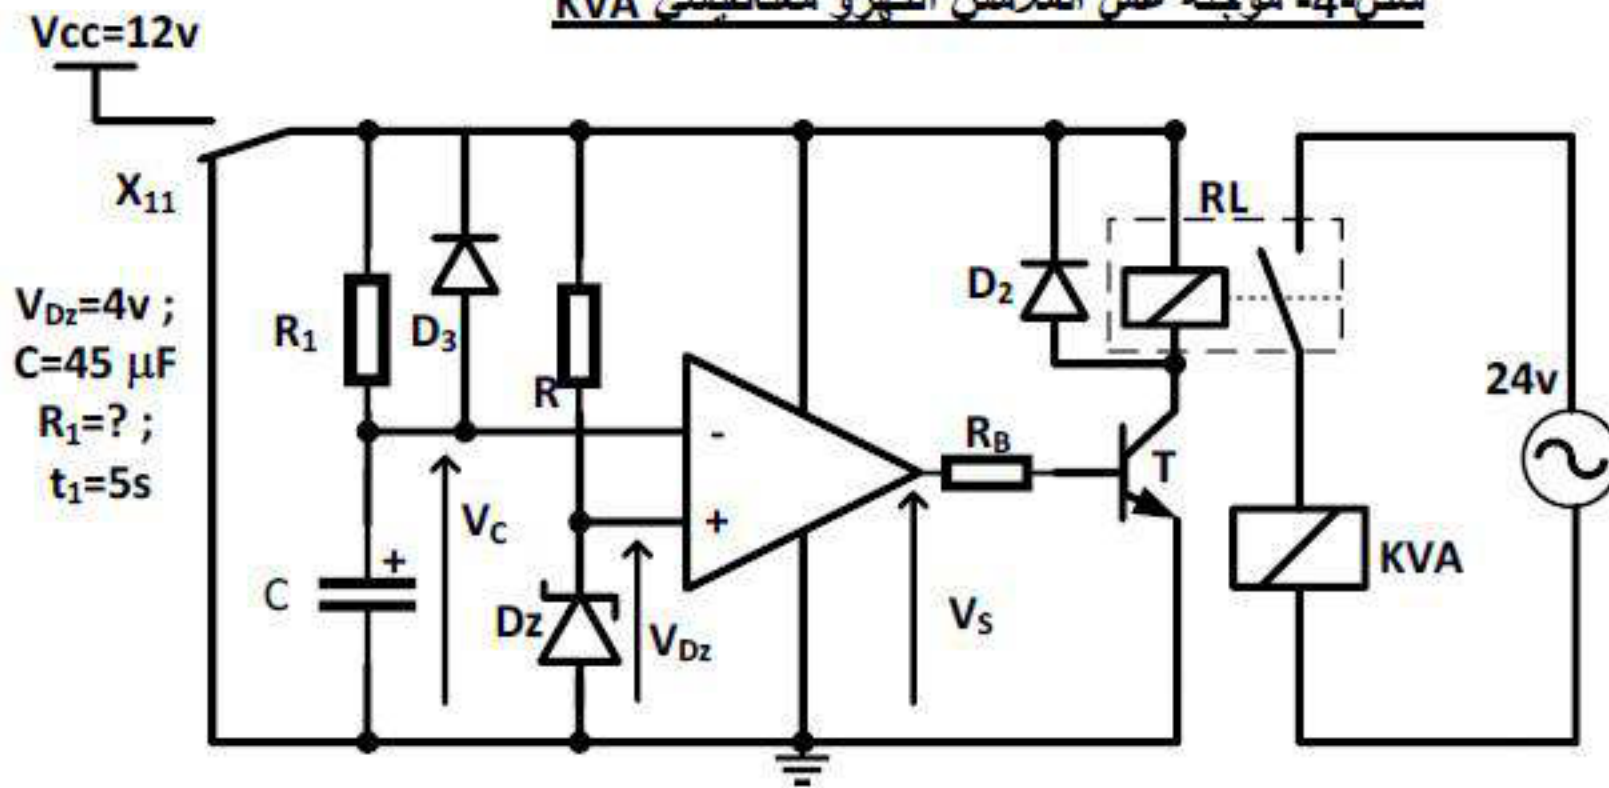 KVA
Vcc=12v
X11
VDz=4v ;
C=45 µF
R1=? ;
t1=5s
R1
D3
R
C
+
VC
Dz
VDz
-
+
VS
RB
T
D2
RL
KVA
24v